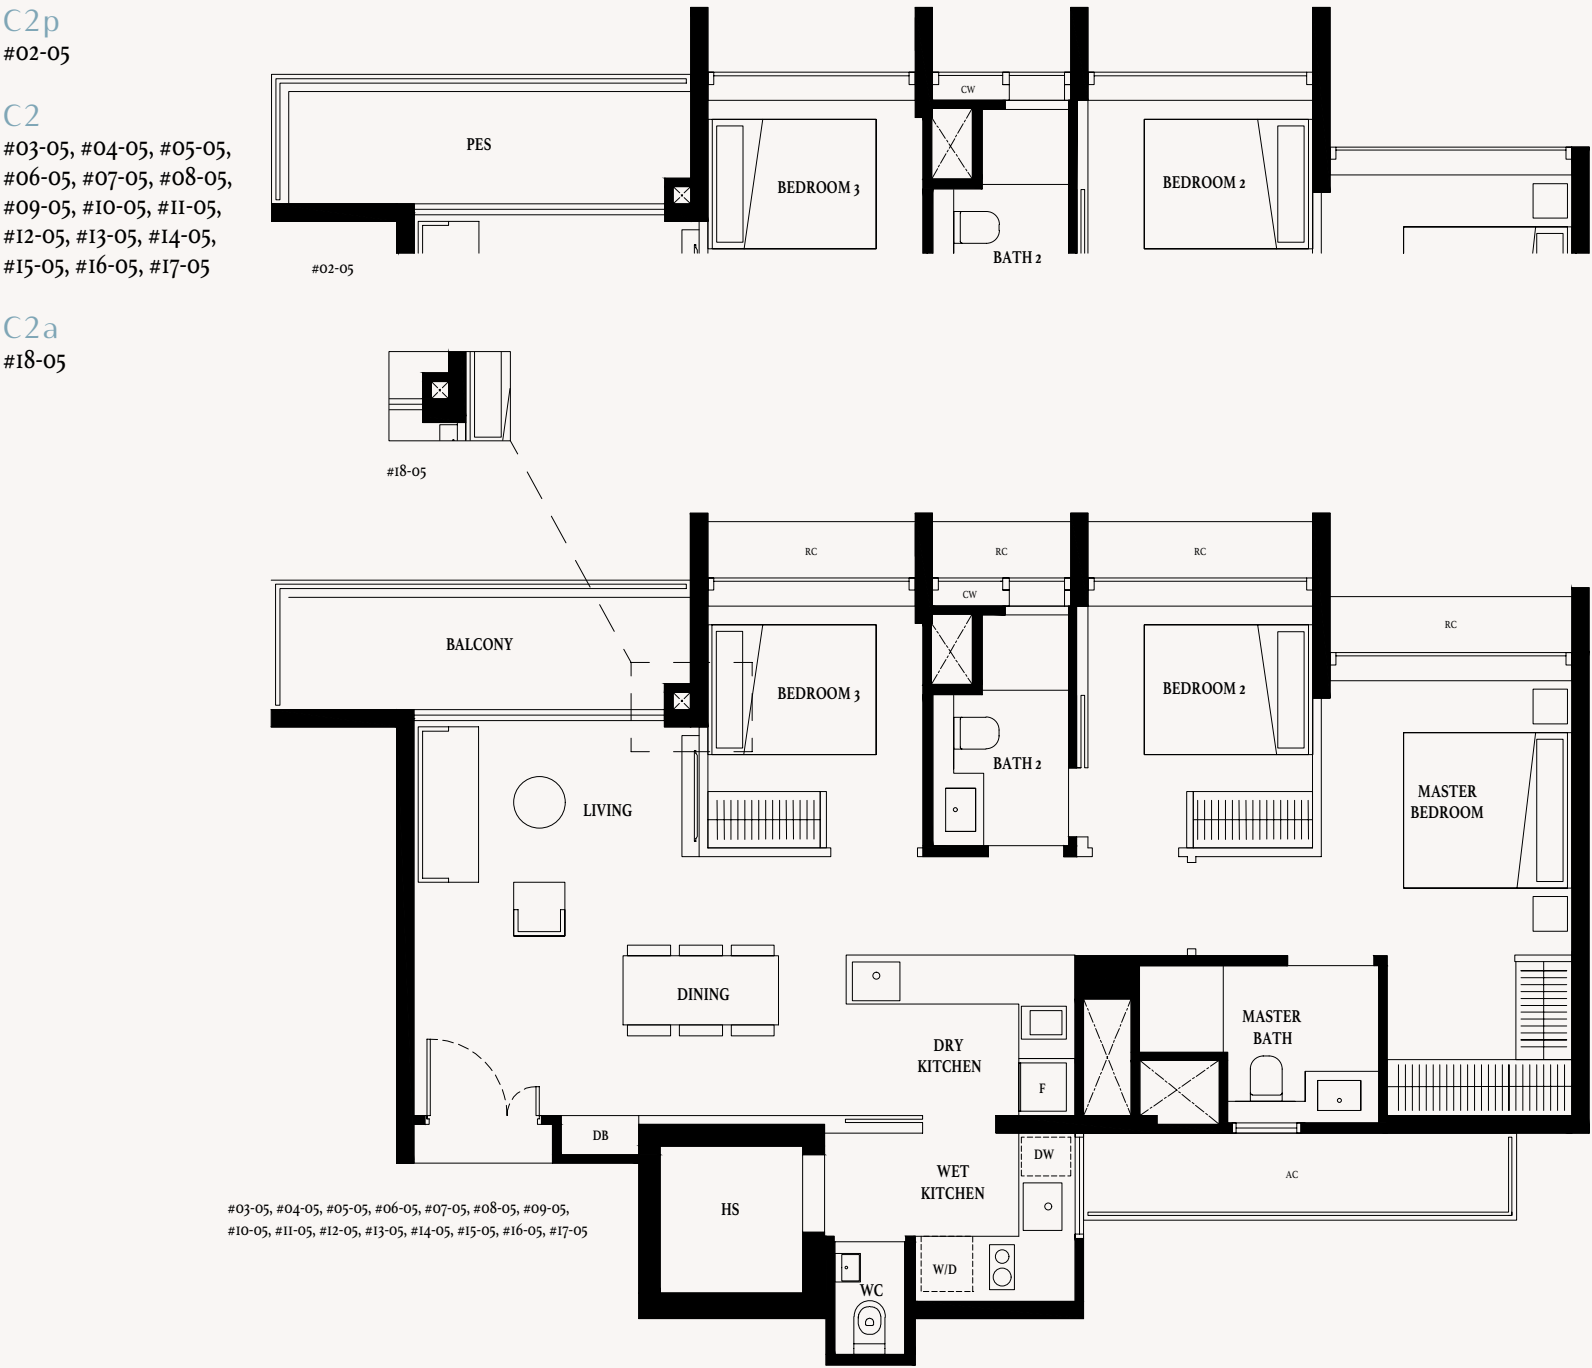 C2p
#02-05
C2
#03-05, #04-05, #05-05,
#06-05, #07-05, #08-05,
#09-05, #10-05, #11-05,
#12-05, #13-05, #14-05,
#15-05, #16-05, #17-05
C2a
#18-05
PES
BEDROOM 3
CW
BATH 2
BEDROOM 2
#02-05
#18-05
RC
RC
RC
CW
RC
BALCONY
BEDROOM 3
BEDROOM 2
BATH 2
LIVING
MASTER
BEDROOM
DINING
DRY
KITCHEN
F
MASTER
BATH
DB
HS
WET
KITCHEN
DW
AC
W/D
WC
#03-05, #04-05, #05-05, #06-05, #07-05, #08-05, #09-05,
#10-05, #11-05, #12-05, #13-05, #14-05, #15-05, #16-05, #17-05